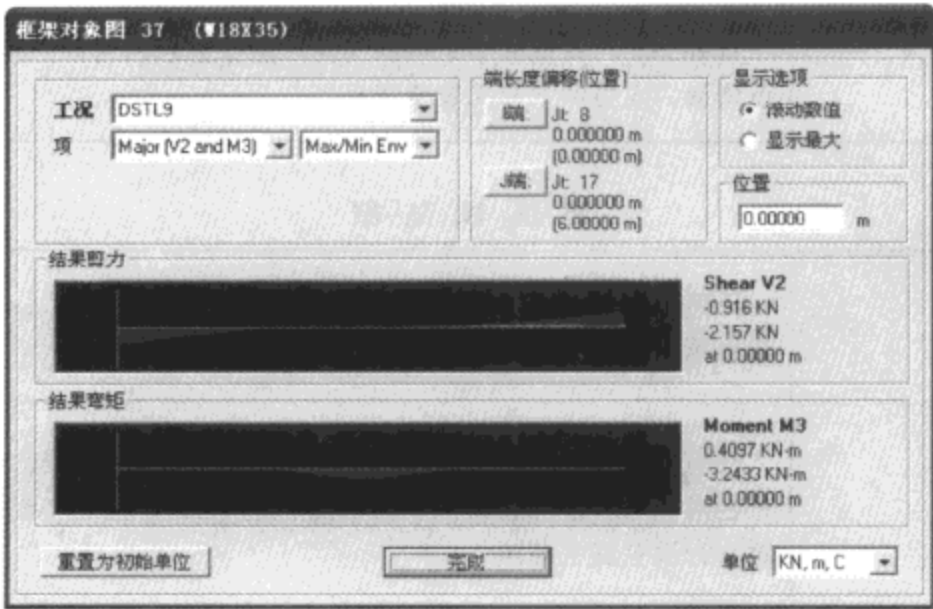 框架对象图 37 (W18X35)
工况 DSTL9
项 Major (V2 and M3) Max/Min Env
端长度偏移(位置)
I端: Jt: 8
0.000000 m
(0.00000 m)
J端: Jt: 17
0.000000 m
(6.00000 m)
显示选项
滚动数值
显示最大
位置
0.00000 m
结果剪力
Shear V2
-0.916 KN
-2.157 KN
at 0.00000 m
结果弯矩
Moment M3
0.4097 KN-m
-3.2433 KN-m
at 0.00000 m
重置为初始单位 完成 单位 KN, m, C